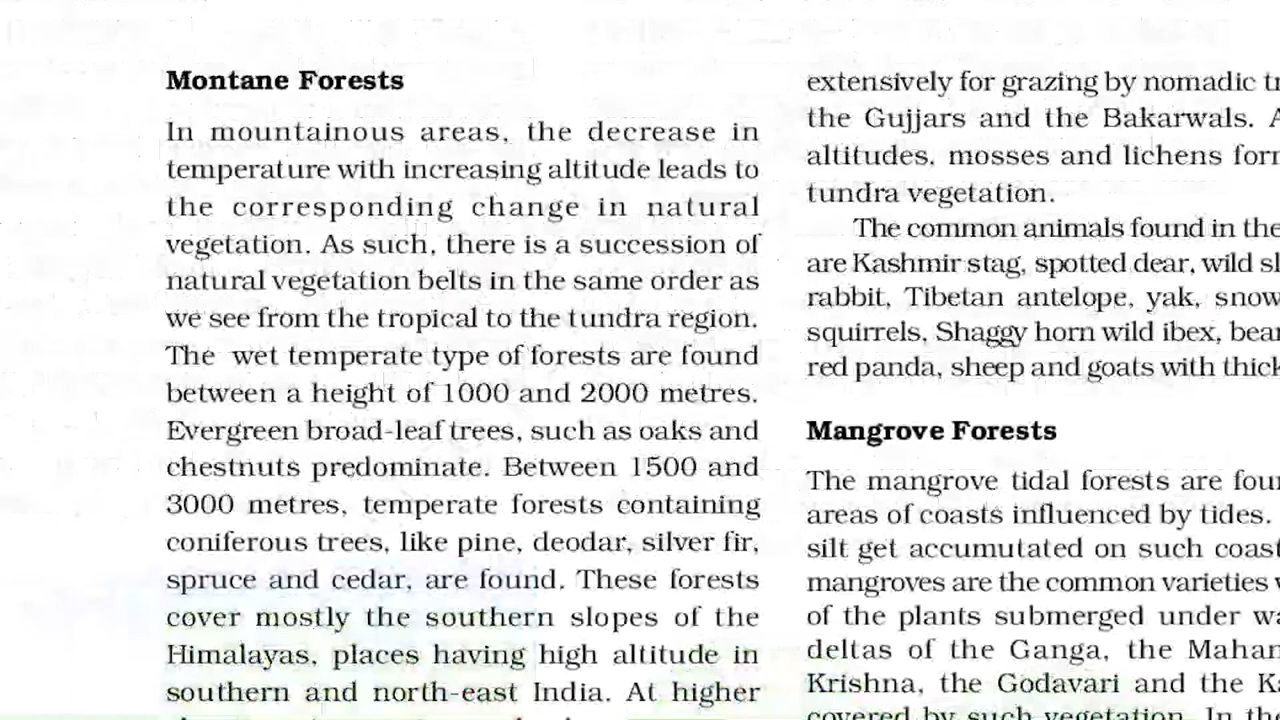 Montane Forests
In mountainous areas, the decrease in
temperature with increasing altitude leads to
the corresponding change in natural
vegetation. As such, there is a succession of
natural vegetation belts in the same order as
we see from the tropical to the tundra region.
The wet temperate type of forests are found
between a height of 1000 and 2000 metres.
Evergreen broad-leaf trees, such as oaks and
chestnuts predominate. Between 1500 and
3000 metres, temperate forests containing
coniferous trees, like pine, deodar, silver fir,
spruce and cedar, are found. These forests
cover mostly the southern slopes of the
Himalayas, places having high altitude in
southern and north-east India. At higher
extensively for grazing by nomadic
the Gujjars and the Bakarwals.
altitudes, mosses and lichens
tundra vegetation.
The common animals found in the
are Kashmir stag, spotted dear, wild
rabbit, Tibetan antelope, yak, snow
squirrels, Shaggy horn wild ibex, bear
red panda, sheep and goats with thick
Mangrove Forests
The mangrove tidal forests are
areas of coasts influenced by tides.
silt get accumutated on such
mangroves are the common varieties
of the plants submerged under
deltas of the Ganga, the
Krishna, the Godavari and the
covered by such vegetation. In the